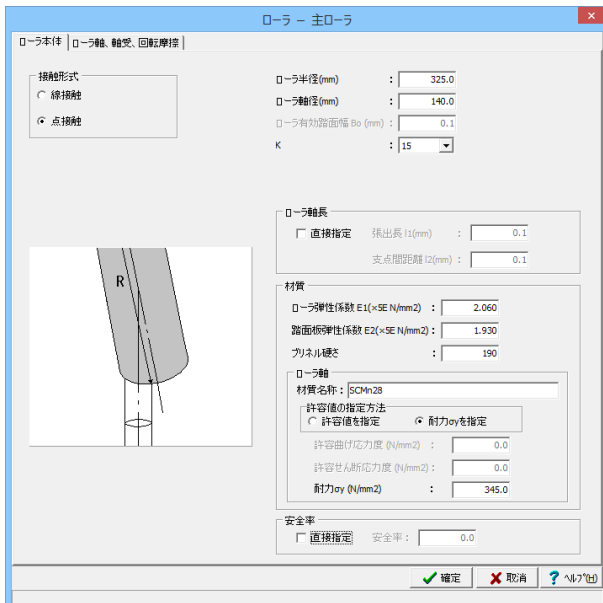 ローラ － 主ローラ
ローラ本体 ローラ軸、軸受、回転摩擦
接触形式
線接触
点接触
ローラ半径(mm) : 325.0
ローラ軸径(mm) : 140.0
ローラ有効踏面幅 Bo (mm) : 0.1
K : 15
ローラ軸長
直接指定 張出長 l1(mm) : 0.1
支点間距離 l2(mm) : 0.1
R
材質
ローラ弾性係数 E1(×5E N/mm2) : 2.060
踏面板弾性係数 E2(×5E N/mm2) : 1.930
ブリネル硬さ : 190
ローラ軸
材質名称 : SCMn28
許容値の指定方法
許容値を指定 耐力σyを指定
許容曲げ応力度 (N/mm2) : 0.0
許容せん断応力度 (N/mm2) : 0.0
耐力σy (N/mm2) : 345.0
安全率
直接指定 安全率 : 0.0
確定 取消 ? ヘルプ(H)